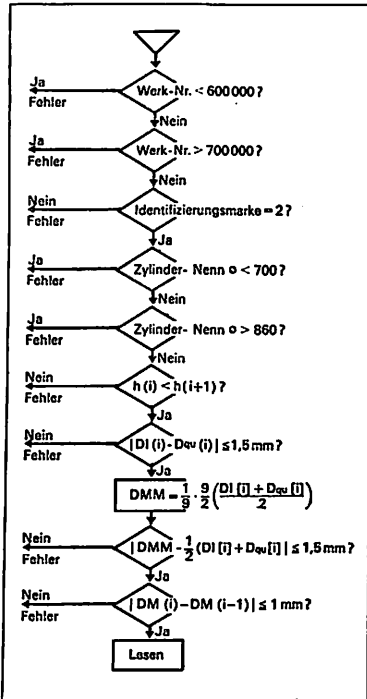 Ja
Werk-Nr. < 600000?
Fehler
Nein
Ja
Werk-Nr. > 700000?
Fehler
Nein
Nein
Identifizierungsmarke = 2?
Fehler
Ja
Ja
Zylinder- Nenn o < 700?
Fehler
Nein
Ja
Zylinder- Nenn o > 860?
Fehler
Nein
Nein
h (i) < h (i+1) ?
Fehler
Ja
Nein
| DI (i) - Dqu (i) | ≤ 1,5 mm?
Fehler
Ja
DMM = 1/9 · 9/2 (DI [i] + Dqu [i] / 2)
Nein
| DMM - 1/2 (DI [i] + Dqu [i] | ≤ 1,5 mm?
Fehler
Ja
Nein
| DM (i) - DM (i-1) | ≤ 1 mm?
Fehler
Ja
Lesen